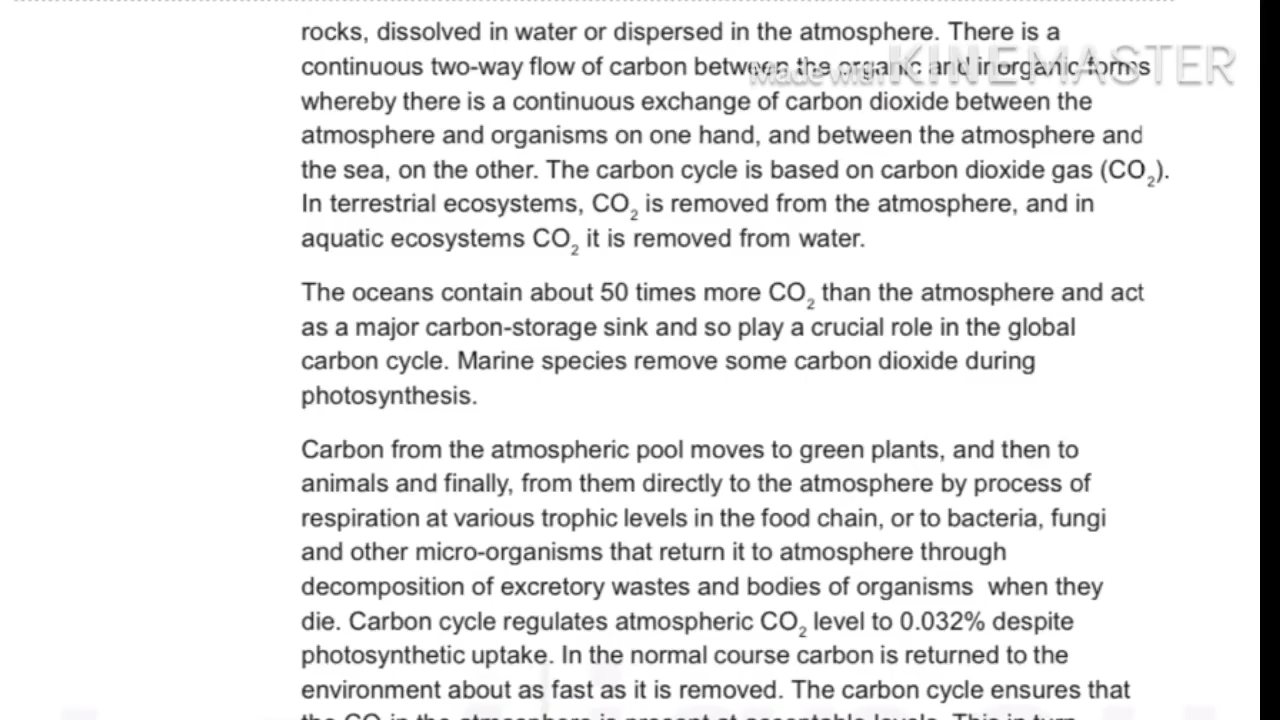 rocks, dissolved in water or dispersed in the atmosphere. There is a
continuous two-way flow of carbon between the organic and inorganic forms
Made with KINEMASTER
whereby there is a continuous exchange of carbon dioxide between the
atmosphere and organisms on one hand, and between the atmosphere and
the sea, on the other. The carbon cycle is based on carbon dioxide gas (CO₂).
In terrestrial ecosystems, CO₂ is removed from the atmosphere, and in
aquatic ecosystems CO₂ it is removed from water.
The oceans contain about 50 times more CO₂ than the atmosphere and act
as a major carbon-storage sink and so play a crucial role in the global
carbon cycle. Marine species remove some carbon dioxide during
photosynthesis.
Carbon from the atmospheric pool moves to green plants, and then to
animals and finally, from them directly to the atmosphere by process of
respiration at various trophic levels in the food chain, or to bacteria, fungi
and other micro-organisms that return it to atmosphere through
decomposition of excretory wastes and bodies of organisms when they
die. Carbon cycle regulates atmospheric CO₂ level to 0.032% despite
photosynthetic uptake. In the normal course carbon is returned to the
environment about as fast as it is removed. The carbon cycle ensures that